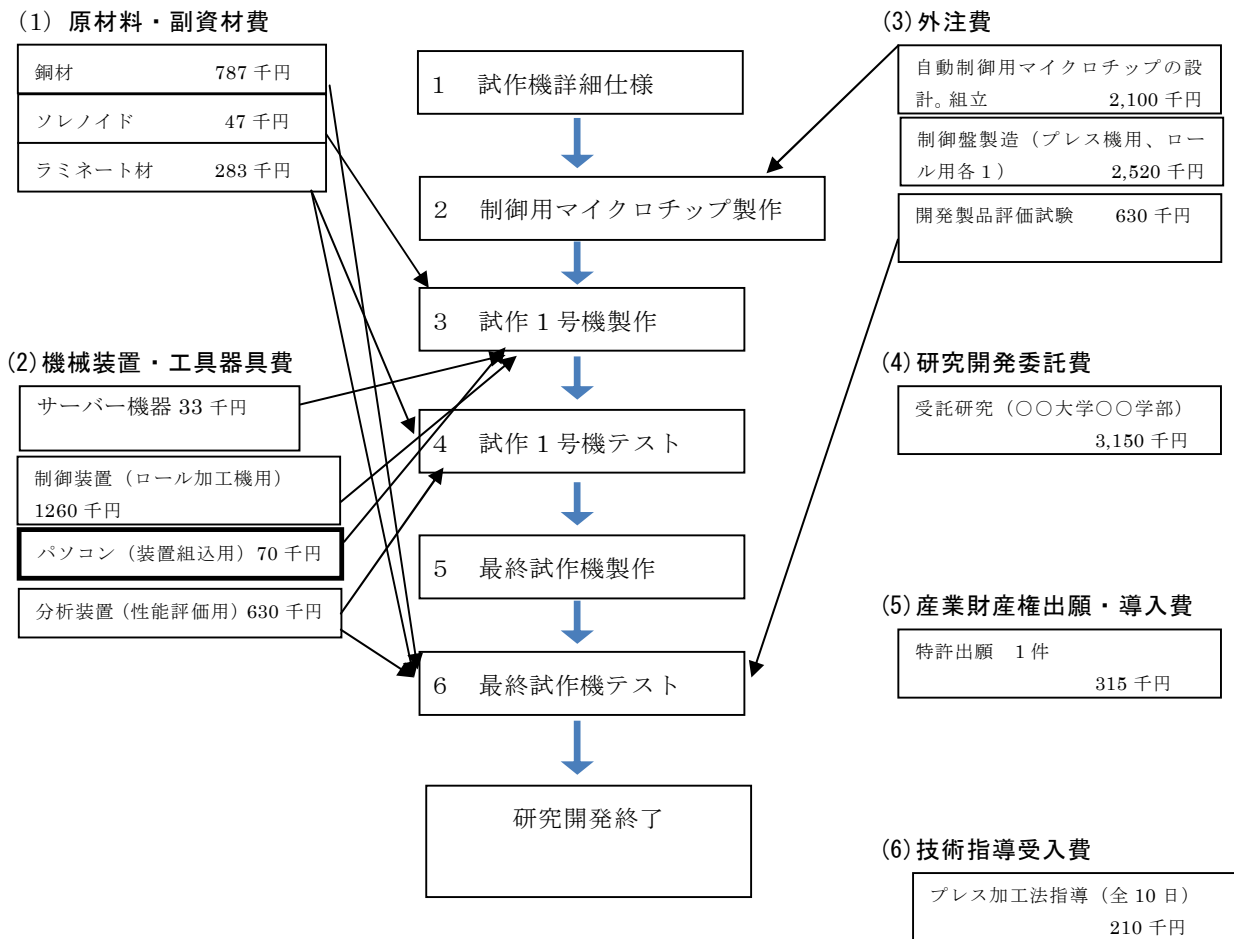 (1) 原材料・副資材費
銅材 787 千円
ソレノイド 47 千円
ラミネート材 283 千円
(2)機械装置・工具器具費
サーバー機器 33 千円
制御装置（ロール加工機用）
1260 千円
パソコン（装置組込用）70 千円
分析装置（性能評価用）630 千円
1 試作機詳細仕様
2 制御用マイクロチップ製作
3 試作１号機製作
4 試作１号機テスト
5 最終試作機製作
6 最終試作機テスト
研究開発終了
(3)外注費
自動制御用マイクロチップの設
計。組立 2,100 千円
制御盤製造（プレス機用、ロー
ル用各１） 2,520 千円
開発製品評価試験 630 千円
(4)研究開発委託費
受託研究（○○大学○○学部）
3,150 千円
(5)産業財産権出願・導入費
特許出願 １件
315 千円
(6)技術指導受入費
プレス加工法指導（全 10 日）
210 千円